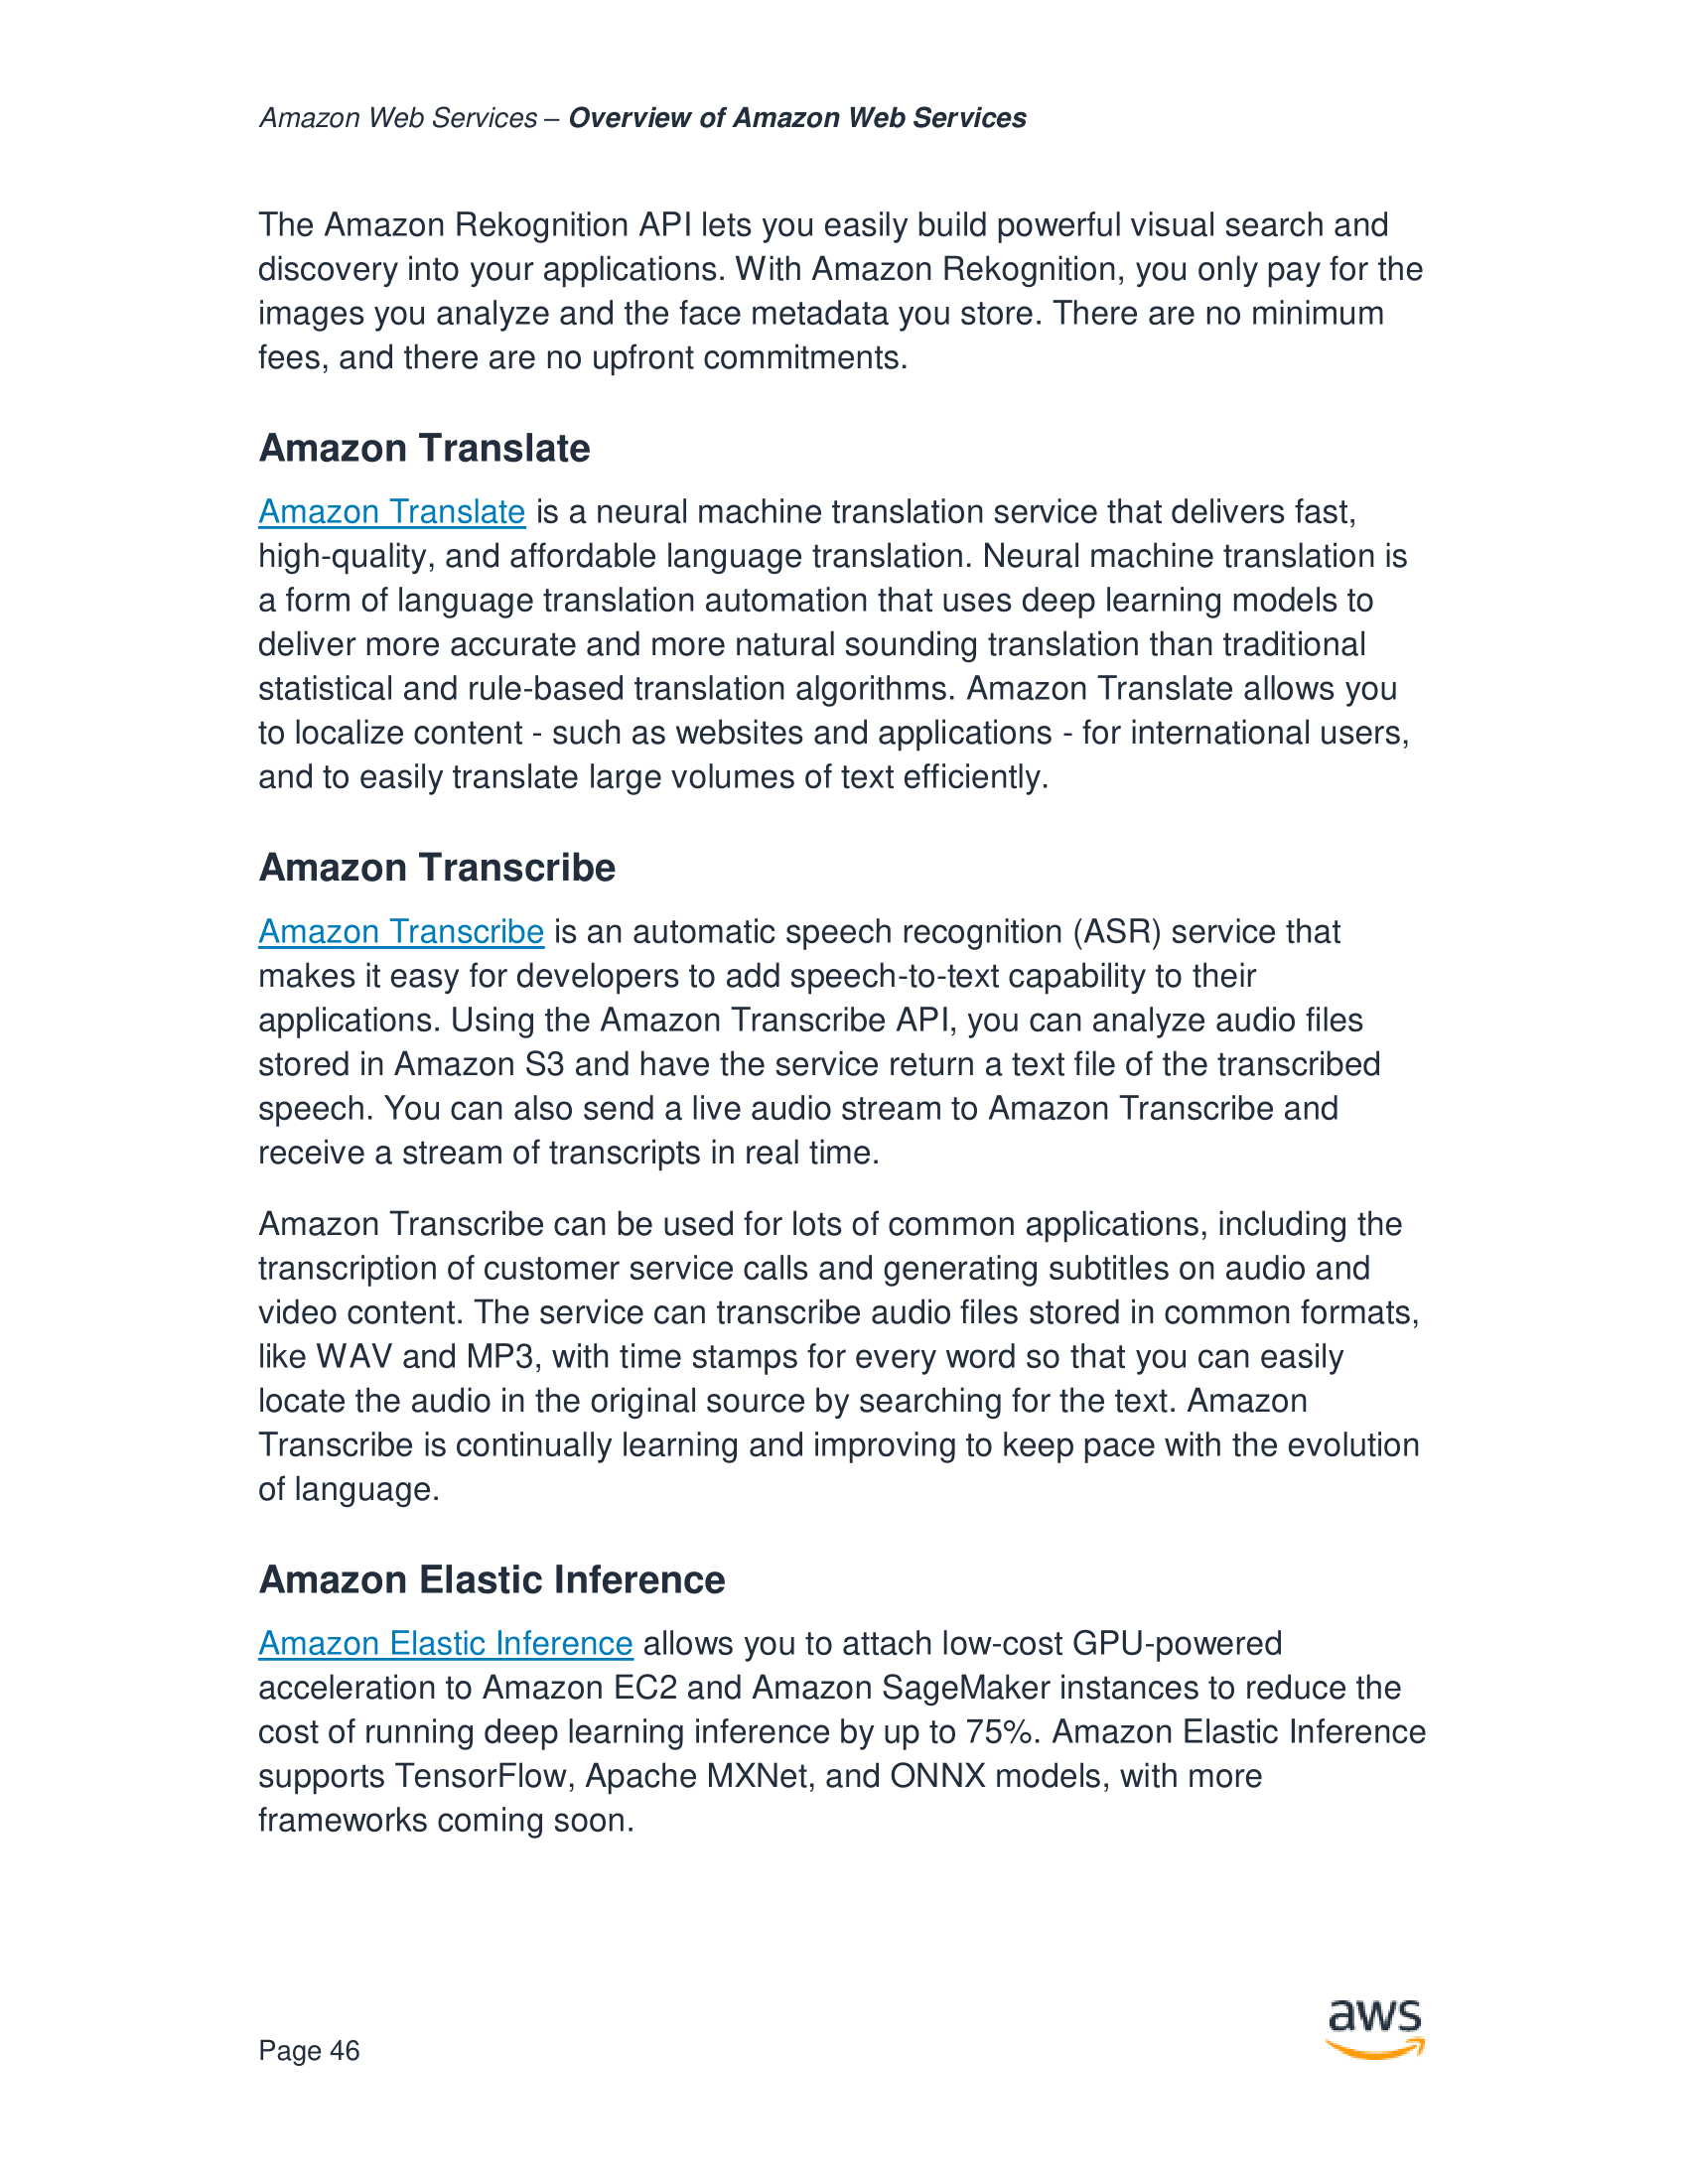 Amazon Web Services – Overview of Amazon Web Services
The Amazon Rekognition API lets you easily build powerful visual search and
discovery into your applications. With Amazon Rekognition, you only pay for the
images you analyze and the face metadata you store. There are no minimum
fees, and there are no upfront commitments.
Amazon Translate
Amazon Translate is a neural machine translation service that delivers fast,
high-quality, and affordable language translation. Neural machine translation is
a form of language translation automation that uses deep learning models to
deliver more accurate and more natural sounding translation than traditional
statistical and rule-based translation algorithms. Amazon Translate allows you
to localize content - such as websites and applications - for international users,
and to easily translate large volumes of text efficiently.
Amazon Transcribe
Amazon Transcribe is an automatic speech recognition (ASR) service that
makes it easy for developers to add speech-to-text capability to their
applications. Using the Amazon Transcribe API, you can analyze audio files
stored in Amazon S3 and have the service return a text file of the transcribed
speech. You can also send a live audio stream to Amazon Transcribe and
receive a stream of transcripts in real time.
Amazon Transcribe can be used for lots of common applications, including the
transcription of customer service calls and generating subtitles on audio and
video content. The service can transcribe audio files stored in common formats,
like WAV and MP3, with time stamps for every word so that you can easily
locate the audio in the original source by searching for the text. Amazon
Transcribe is continually learning and improving to keep pace with the evolution
of language.
Amazon Elastic Inference
Amazon Elastic Inference allows you to attach low-cost GPU-powered
acceleration to Amazon EC2 and Amazon SageMaker instances to reduce the
cost of running deep learning inference by up to 75%. Amazon Elastic Inference
supports TensorFlow, Apache MXNet, and ONNX models, with more
frameworks coming soon.
aws
Page 46